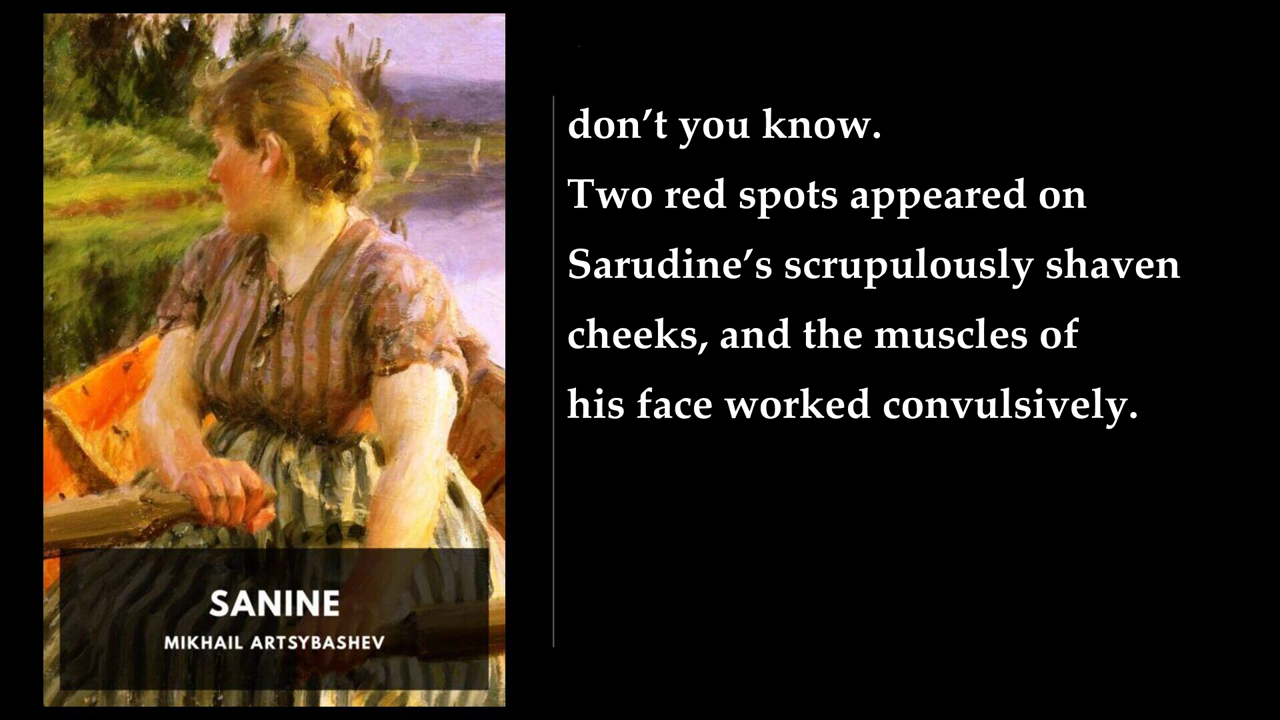 SANINE
MIKHAIL ARTSYBASHEV
don’t you know.
Two red spots appeared on
Sarudine’s scrupulously shaven
cheeks, and the muscles of
his face worked convulsively.